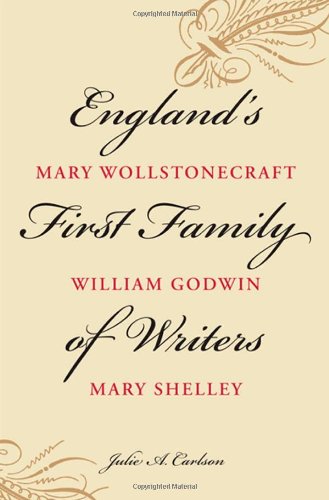 England's
MARY WOLLSTONECRAFT
First Family
WILLIAM GODWIN
of Writers
MARY SHELLEY
Julie A. Carlson